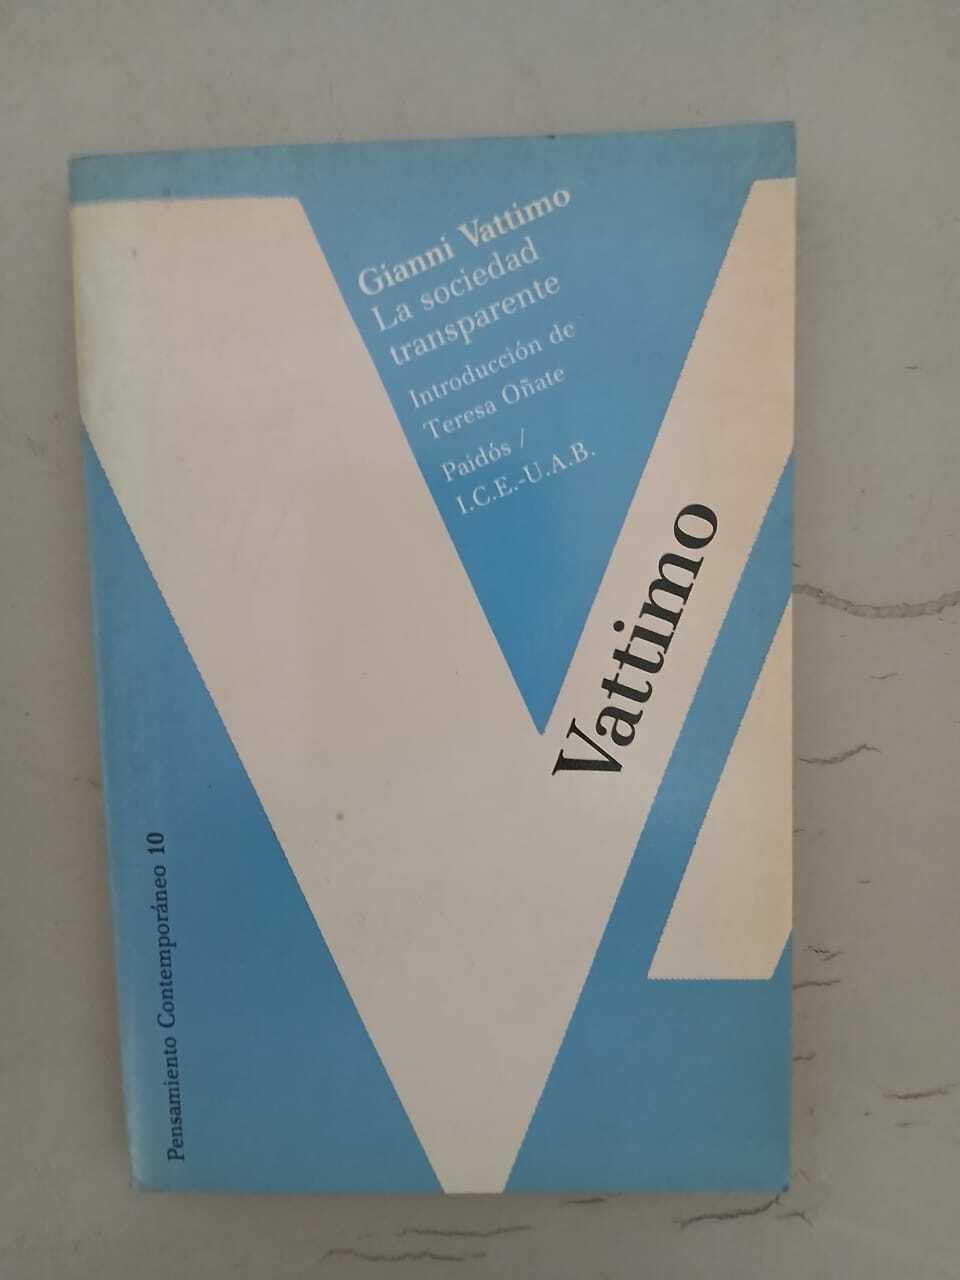 Gianni Vattimo
La sociedad
transparente
Introducción de
Teresa Oñate
Paidós /
I.C.E.-U.A.B.
Vattimo
Pensamiento Contemporáneo 10